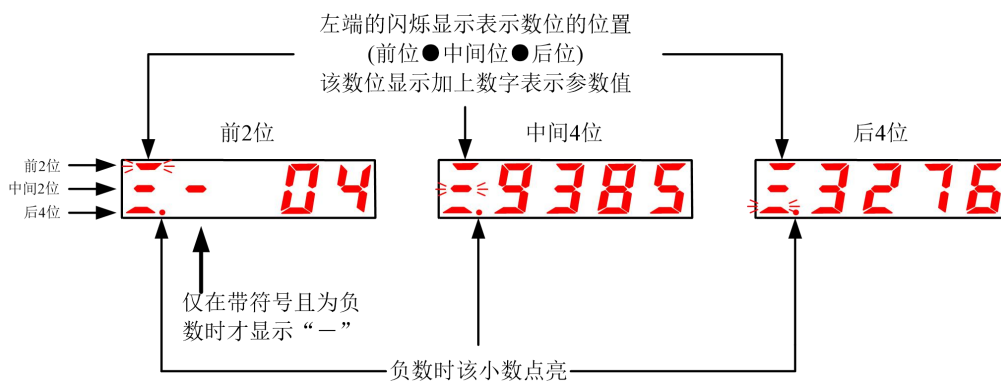 左端的闪烁显示表示数位的位置
(前位●中间位●后位)
该数位显示加上数字表示参数值
前2位
中间4位
后4位
前2位
中间2位
后4位
- 04
9385
3276
仅在带符号且为负
数时才显示“－”
负数时该小数点亮